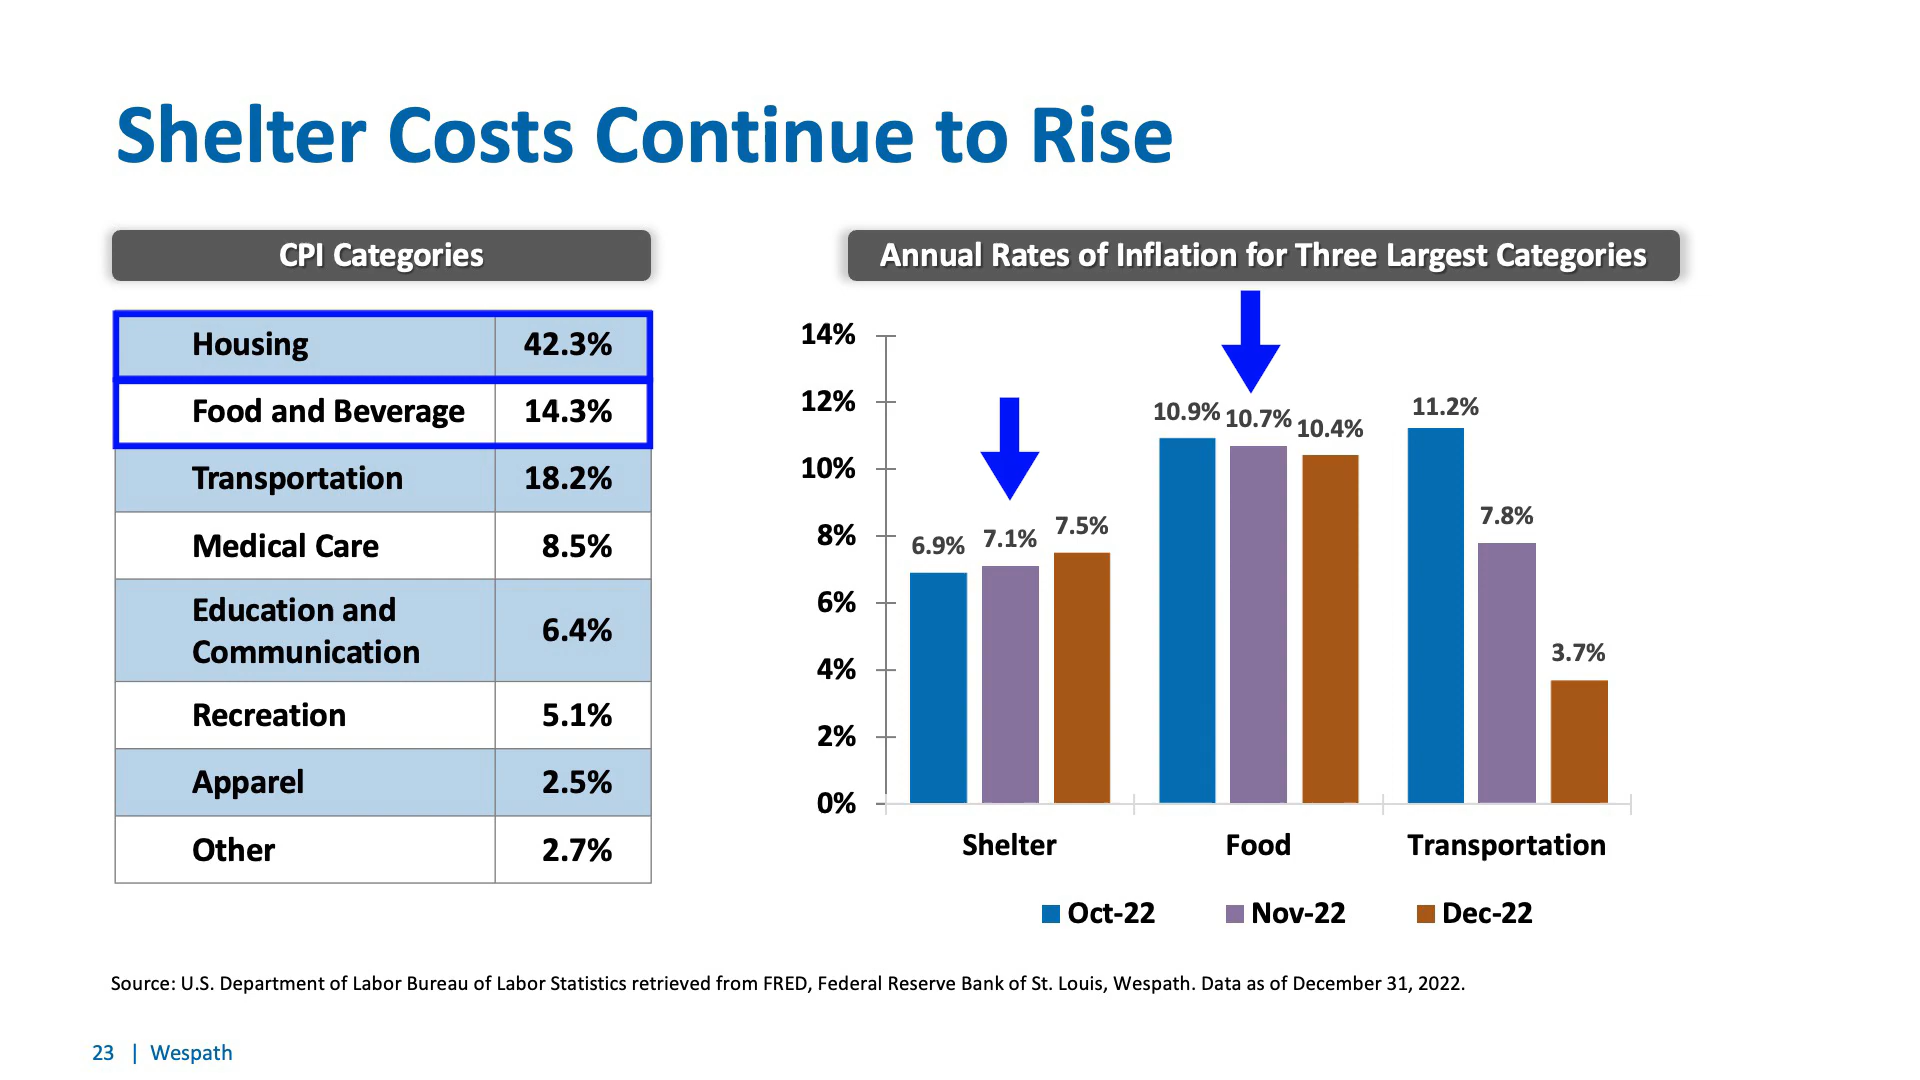 Shelter Costs Continue to Rise
CPI Categories
Housing 42.3%
Food and Beverage 14.3%
Transportation 18.2%
Medical Care 8.5%
Education and
Communication 6.4%
Recreation 5.1%
Apparel 2.5%
Other 2.7%
Annual Rates of Inflation for Three Largest Categories
14%
12%
10%
8%
6%
4%
2%
0%
6.9% 7.1% 7.5%
10.9% 10.7% 10.4%
11.2% 7.8% 3.7%
Shelter Food Transportation
Oct-22 Nov-22 Dec-22
Source: U.S. Department of Labor Bureau of Labor Statistics retrieved from FRED, Federal Reserve Bank of St. Louis, Wespath. Data as of December 31, 2022.
23 | Wespath